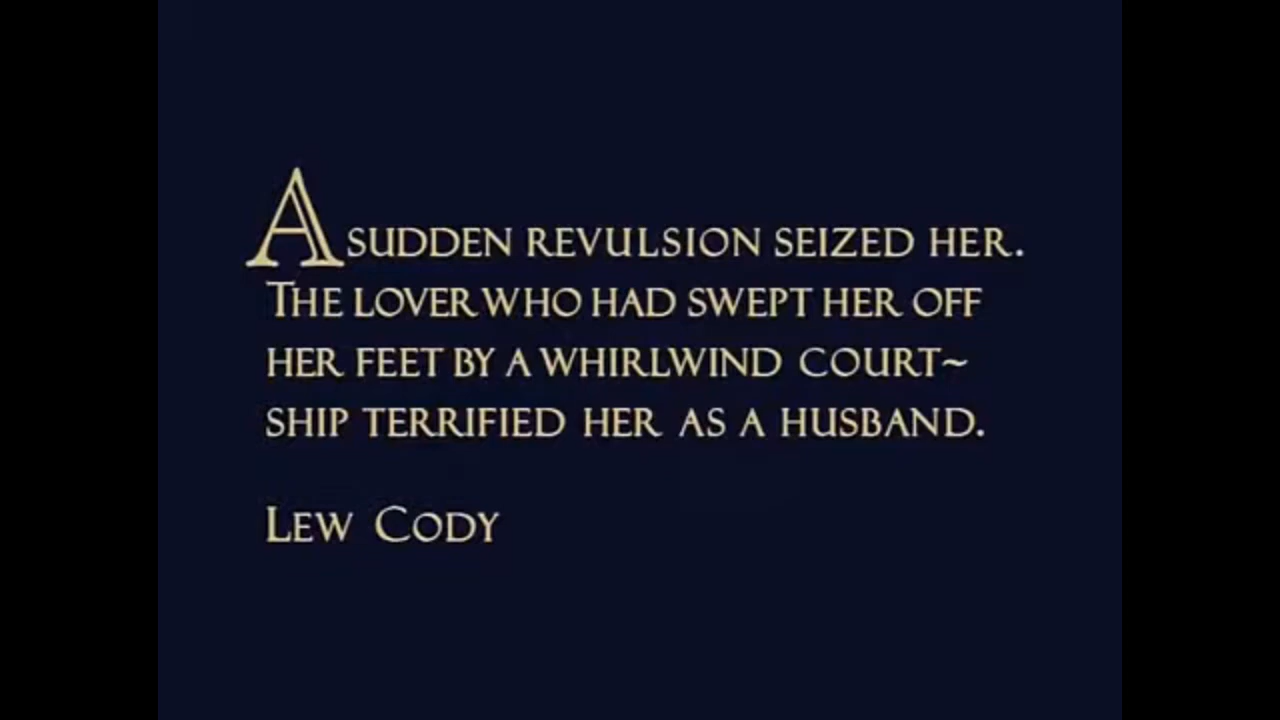 A SUDDEN REVULSION SEIZED HER.
THE LOVER WHO HAD SWEPT HER OFF
HER FEET BY A WHIRLWIND COURT~
SHIP TERRIFIED HER AS A HUSBAND.
LEW CODY